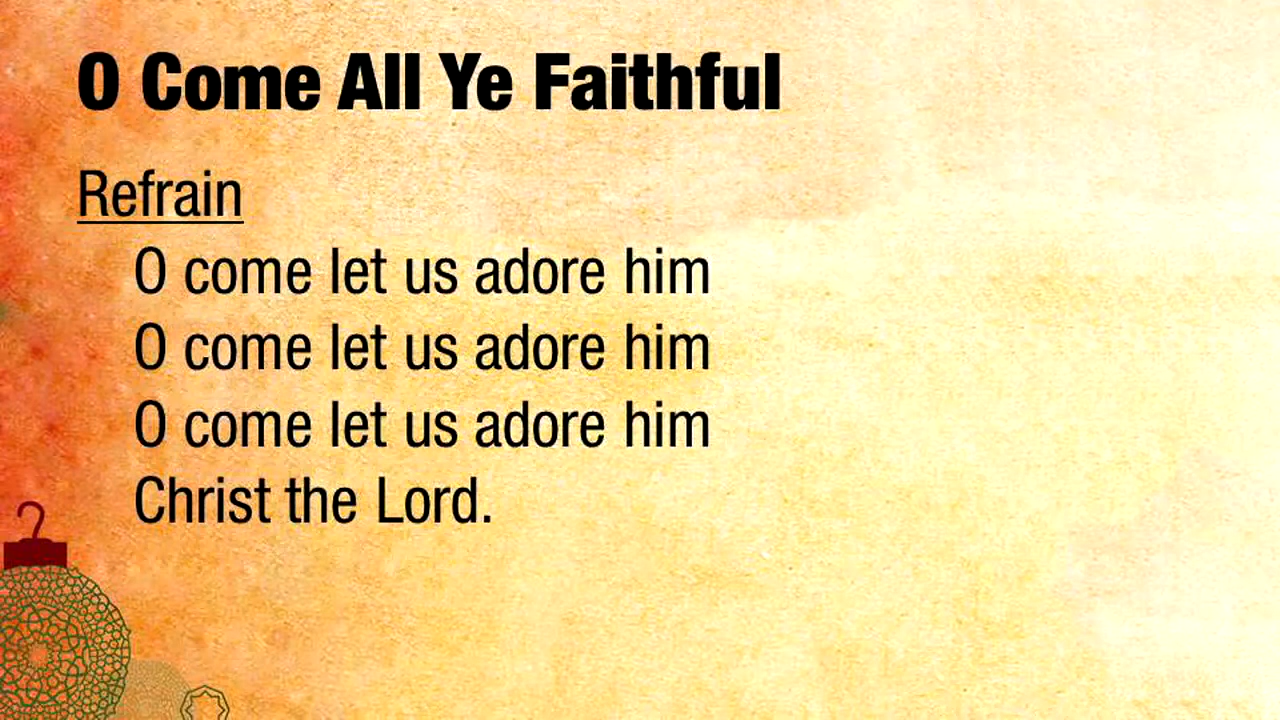 O Come All Ye Faithful
Refrain
O come let us adore him
O come let us adore him
O come let us adore him
Christ the Lord.